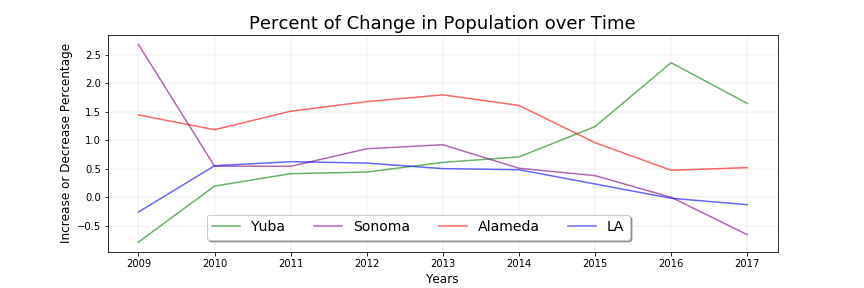 Percent of Change in Population over Time
Increase or Decrease Percentage
2.5
2.0
1.5
1.0
0.5
0.0
−0.5
Yuba Sonoma Alameda LA
2009 2010 2011 2012 2013 2014 2015 2016 2017
Years